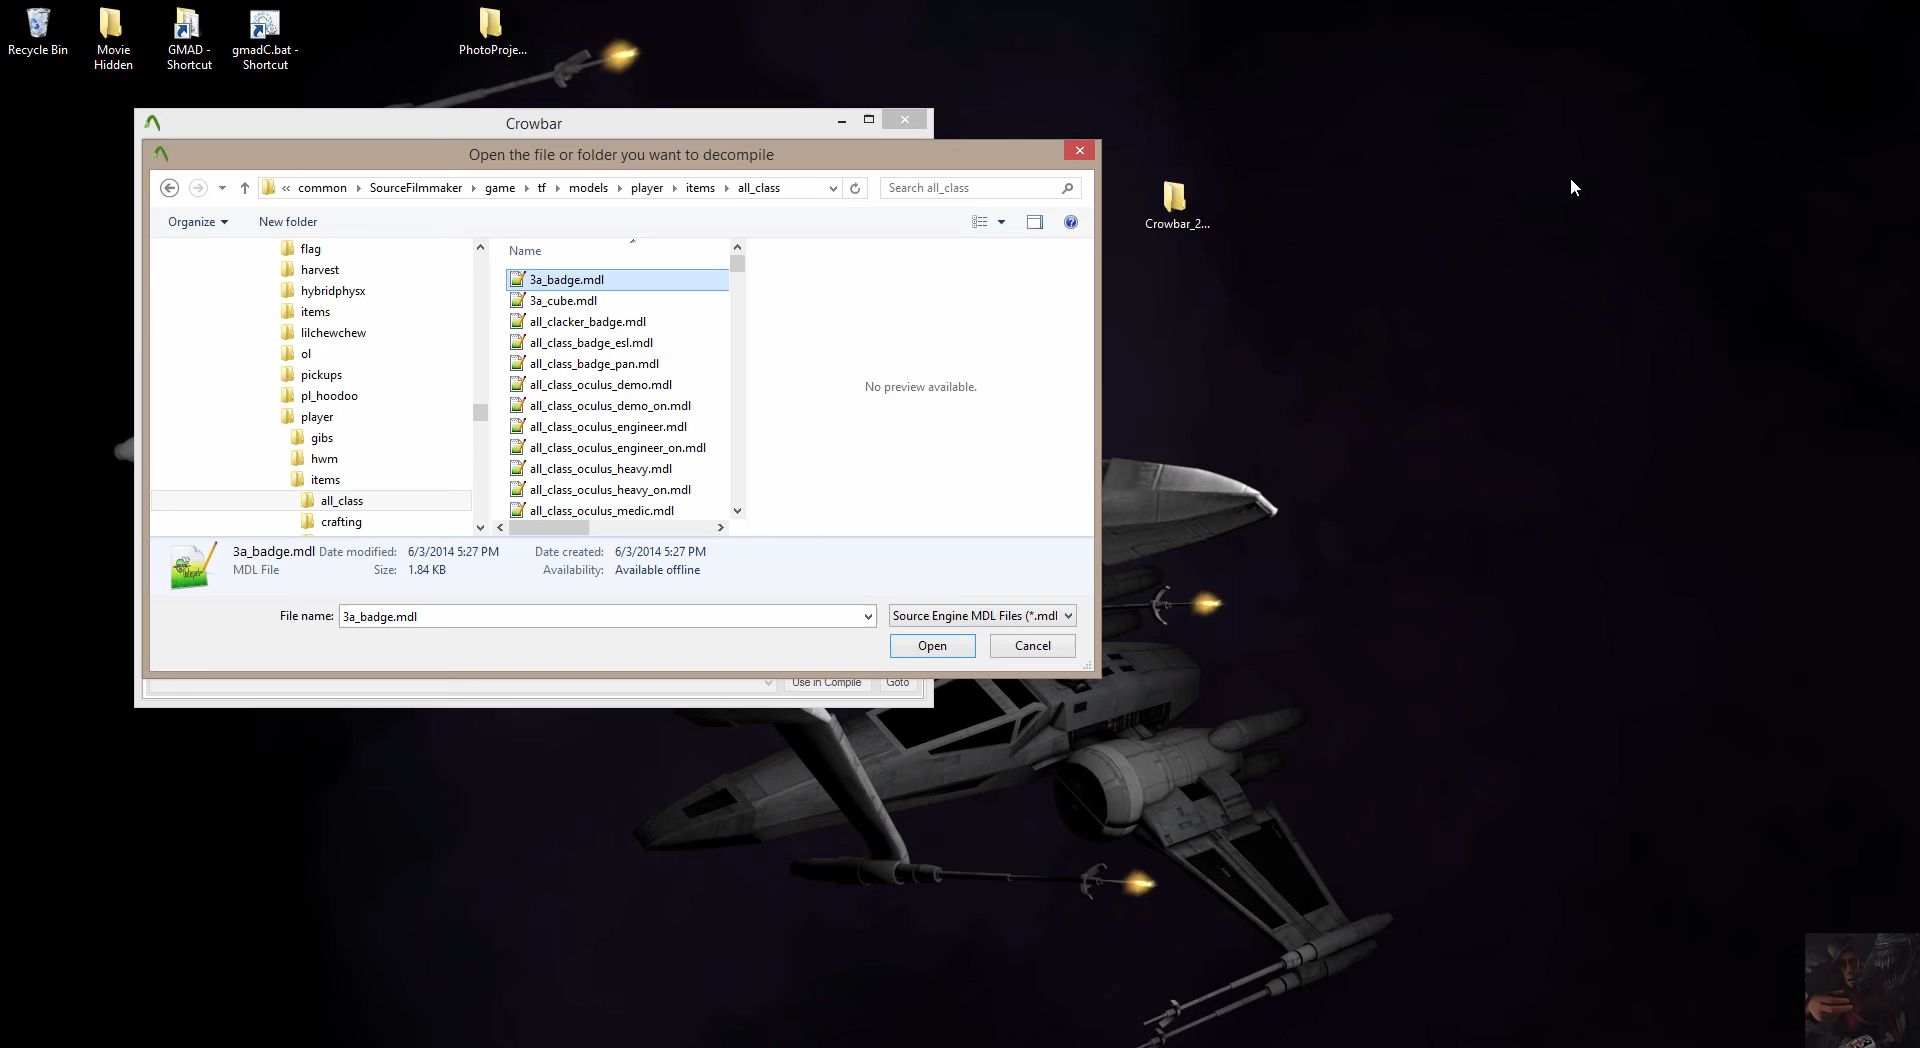 Recycle Bin
Movie Hidden
GMAD - Shortcut
gmadC.bat - Shortcut
PhotoProje...
Crowbar
Open the file or folder you want to decompile
« common SourceFilmmaker game tf models player items all_class
Search all_class
Organize
New folder
Crowbar_2...
flag
harvest
hybridphysx
items
lilchewchew
ol
pickups
pl_hoodoo
player
gibs
hwm
items
all_class
crafting
Name
3a_badge.mdl
3a_cube.mdl
all_clacker_badge.mdl
all_class_badge_esl.mdl
all_class_badge_pan.mdl
all_class_oculus_demo.mdl
all_class_oculus_demo_on.mdl
all_class_oculus_engineer.mdl
all_class_oculus_engineer_on.mdl
all_class_oculus_heavy.mdl
all_class_oculus_heavy_on.mdl
all_class_oculus_medic.mdl
No preview available.
3a_badge.mdl Date modified: 6/3/2014 5:27 PM Date created: 6/3/2014 5:27 PM
MDL File Size: 1.84 KB Availability: Available offline
File name: 3a_badge.mdl
Source Engine MDL Files (*.mdl
Open
Cancel
Use in Compile
Goto